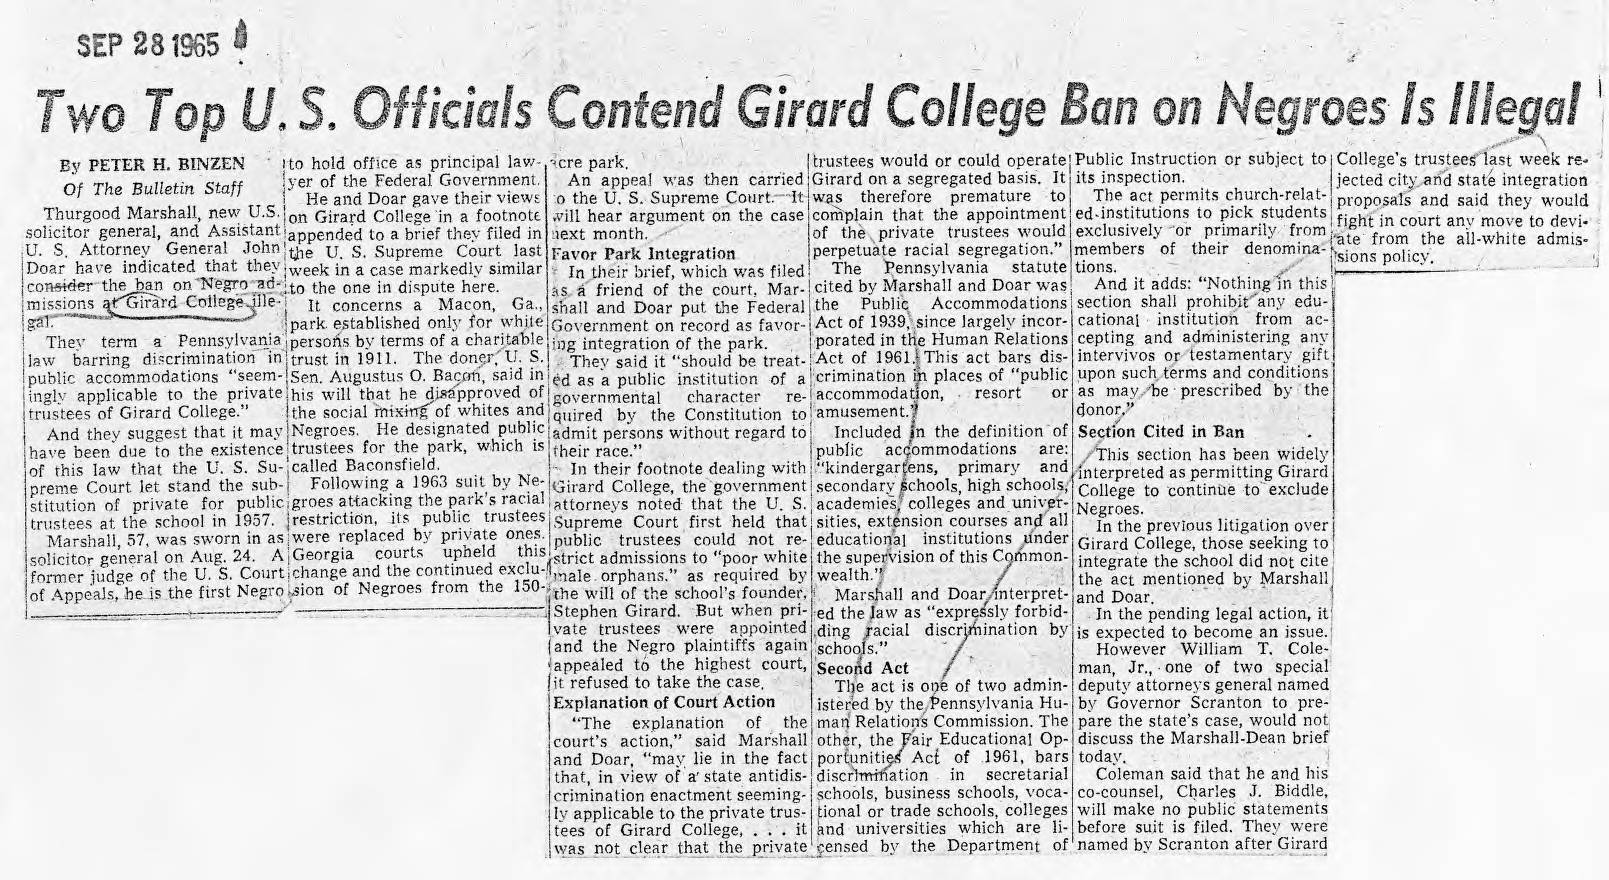 SEP 28 1965
Two Top U. S. Officials Contend Girard College Ban on Negroes Is Illegal
By PETER H. BINZEN
Of The Bulletin Staff
Thurgood Marshall, new U.S.
solicitor general, and Assistant
U. S. Attorney General John
Doar have indicated that they
consider the ban on Negro ad-
missions at Girard College ille-
gal.
They term a Pennsylvania
law barring discrimination in
public accommodations "seem-
ingly applicable to the private
trustees of Girard College."
And they suggest that it may
have been due to the existence
of this law that the U. S. Su-
preme Court let stand the sub-
stitution of private for public
trustees at the school in 1957.
Marshall, 57, was sworn in as
solicitor general on Aug. 24. A
former judge of the U. S. Court
of Appeals, he is the first Negro
to hold office as principal law-
yer of the Federal Government.
He and Doar gave their views
on Girard College in a footnote
appended to a brief they filed in
the U. S. Supreme Court last
week in a case markedly similar
to the one in dispute here.
It concerns a Macon, Ga.,
park established only for white
persons by terms of a charitable
trust in 1911. The doner, U. S.
Sen. Augustus O. Bacon, said in
his will that he disapproved of
the social mixing of whites and
Negroes. He designated public
trustees for the park, which is
called Baconsfield.
Following a 1963 suit by Ne-
groes attacking the park's racial
restriction, its public trustees
were replaced by private ones.
Georgia courts upheld this
change and the continued exclu-
sion of Negroes from the 150-
acre park.
An appeal was then carried
to the U. S. Supreme Court. It
will hear argument on the case
next month.
Favor Park Integration
In their brief, which was filed
as a friend of the court, Mar-
shall and Doar put the Federal
Government on record as favor-
ing integration of the park.
They said it "should be treat-
ed as a public institution of a
governmental character re-
quired by the Constitution to
admit persons without regard to
their race."
In their footnote dealing with
Girard College, the government
attorneys noted that the U. S.
Supreme Court first held that
public trustees could not re-
strict admissions to "poor white
male orphans." as required by
the will of the school's founder,
Stephen Girard. But when pri-
vate trustees were appointed
and the Negro plaintiffs again
appealed to the highest court,
it refused to take the case.
Explanation of Court Action
"The explanation of the
court's action," said Marshall
and Doar, "may lie in the fact
that, in view of a state antidis-
crimination enactment seeming-
ly applicable to the private trus-
tees of Girard College, . . . it
was not clear that the private
trustees would or could operate
Girard on a segregated basis. It
was therefore premature to
complain that the appointment
of the private trustees would
perpetuate racial segregation."
The Pennsylvania statute
cited by Marshall and Doar was
the Public Accommodations
Act of 1939, since largely incor-
porated in the Human Relations
Act of 1961. This act bars dis-
crimination in places of "public
accommodation, resort or
amusement."
Included in the definition of
public accommodations are:
"kindergartens, primary and
secondary schools, high schools,
academies, colleges and univer-
sities, extension courses and all
educational institutions under
the supervision of this Common-
wealth."
Marshall and Doar interpret-
ed the law as "expressly forbid-
ding racial discrimination by
schools."
Second Act
The act is one of two admin-
istered by the Pennsylvania Hu-
man Relations Commission. The
other, the Fair Educational Op-
portunities Act of 1961, bars
discrimination in secretarial
schools, business schools, voca-
tional or trade schools, colleges
and universities which are li-
censed by the Department of
Public Instruction or subject to
its inspection.
The act permits church-relat-
ed institutions to pick students
exclusively or primarily from
members of their denomina-
tions.
And it adds: "Nothing in this
section shall prohibit any edu-
cational institution from ac-
cepting and administering any
intervivos or testamentary gift
upon such terms and conditions
as may be prescribed by the
donor."
Section Cited in Ban
This section has been widely
interpreted as permitting Girard
College to continue to exclude
Negroes.
In the previous litigation over
Girard College, those seeking to
integrate the school did not cite
the act mentioned by Marshall
and Doar.
In the pending legal action, it
is expected to become an issue.
However William T. Cole-
man, Jr., one of two special
deputy attorneys general named
by Governor Scranton to pre-
pare the state's case, would not
discuss the Marshall-Dean brief
today.
Coleman said that he and his
co-counsel, Charles J. Biddle,
will make no public statements
before suit is filed. They were
named by Scranton after Girard
College's trustees last week re-
jected city and state integration
proposals and said they would
fight in court any move to devi-
ate from the all-white admis-
sions policy.